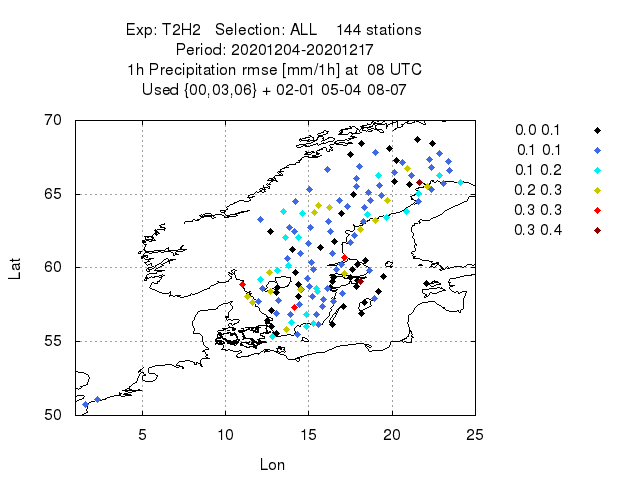 Exp: T2H2   Selection: ALL    144 stations
Period: 20201204-20201217
1h Precipitation rmse [mm/1h] at  08 UTC
Used {00,03,06} + 02-01 05-04 08-07
70
65
60
55
50
Lat
5 10 15 20 25
Lon
0.0 0.1
0.1 0.1
0.1 0.2
0.2 0.3
0.3 0.3
0.3 0.4